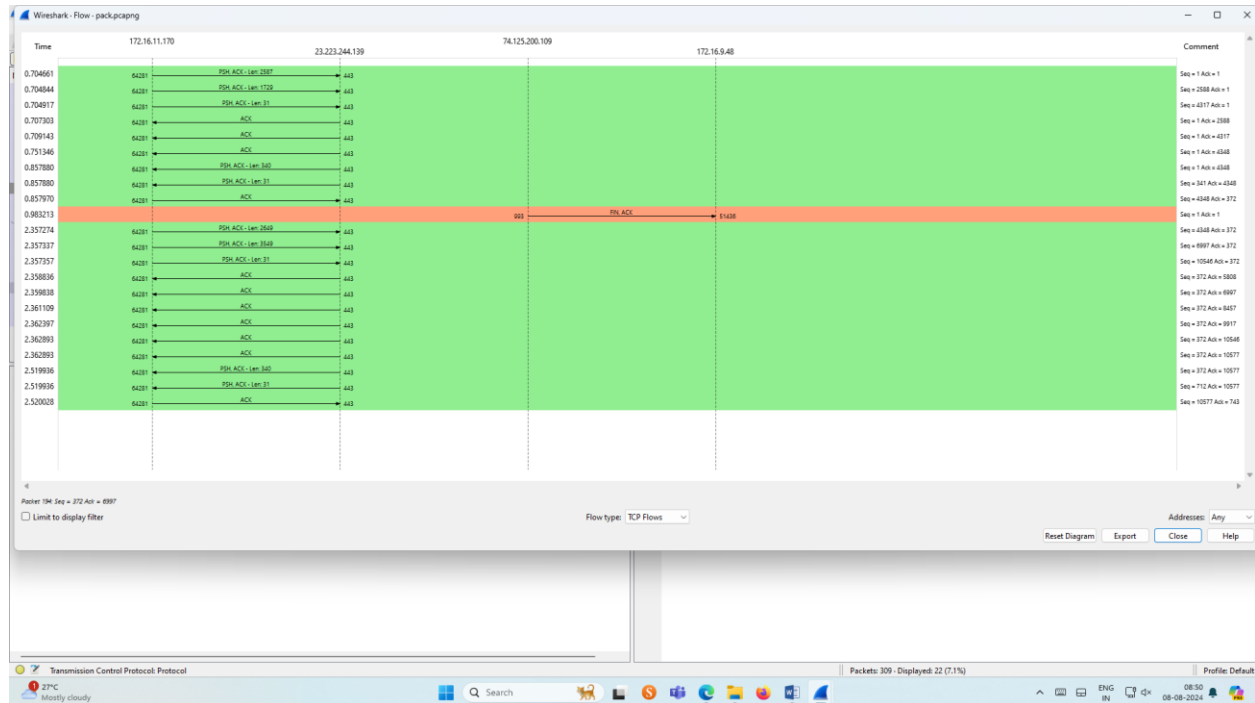 Wireshark · Flow · pack.pcapng
Time 172.16.11.170 23.223.244.139 74.125.200.109 172.16.9.48 Comment
0.704661 64281 PSH, ACK - Len: 2587 443 Seq = 1 Ack = 1
0.704844 64281 PSH, ACK - Len: 1729 443 Seq = 2588 Ack = 1
0.704917 64281 PSH, ACK - Len: 31 443 Seq = 4317 Ack = 1
0.707303 64281 ACK 443 Seq = 1 Ack = 2588
0.709143 64281 ACK 443 Seq = 1 Ack = 4317
0.751346 64281 ACK 443 Seq = 1 Ack = 4348
0.857880 64281 PSH, ACK - Len: 340 443 Seq = 1 Ack = 4348
0.857880 64281 PSH, ACK - Len: 31 443 Seq = 341 Ack = 4348
0.857970 64281 ACK 443 Seq = 4348 Ack = 372
0.983213 993 FIN, ACK 51436 Seq = 1 Ack = 1
2.357274 64281 PSH, ACK - Len: 2649 443 Seq = 4348 Ack = 372
2.357337 64281 PSH, ACK - Len: 3549 443 Seq = 6997 Ack = 372
2.357357 64281 PSH, ACK - Len: 31 443 Seq = 10546 Ack = 372
2.358836 64281 ACK 443 Seq = 372 Ack = 5808
2.359838 64281 ACK 443 Seq = 372 Ack = 6997
2.361109 64281 ACK 443 Seq = 372 Ack = 8457
2.362397 64281 ACK 443 Seq = 372 Ack = 9917
2.362893 64281 ACK 443 Seq = 372 Ack = 10546
2.362893 64281 ACK 443 Seq = 372 Ack = 10577
2.519936 64281 PSH, ACK - Len: 340 443 Seq = 372 Ack = 10577
2.519936 64281 PSH, ACK - Len: 31 443 Seq = 712 Ack = 10577
2.520028 64281 ACK 443 Seq = 10577 Ack = 743
Packet 194: Seq = 372 Ack = 6997
Limit to display filter Flow type: TCP Flows Addresses: Any
Reset Diagram Export Close Help
Transmission Control Protocol: Protocol Packets: 309 · Displayed: 22 (7.1%) Profile: Default
1 27°C Search ENG 08:50
Mostly cloudy IN 08-08-2024